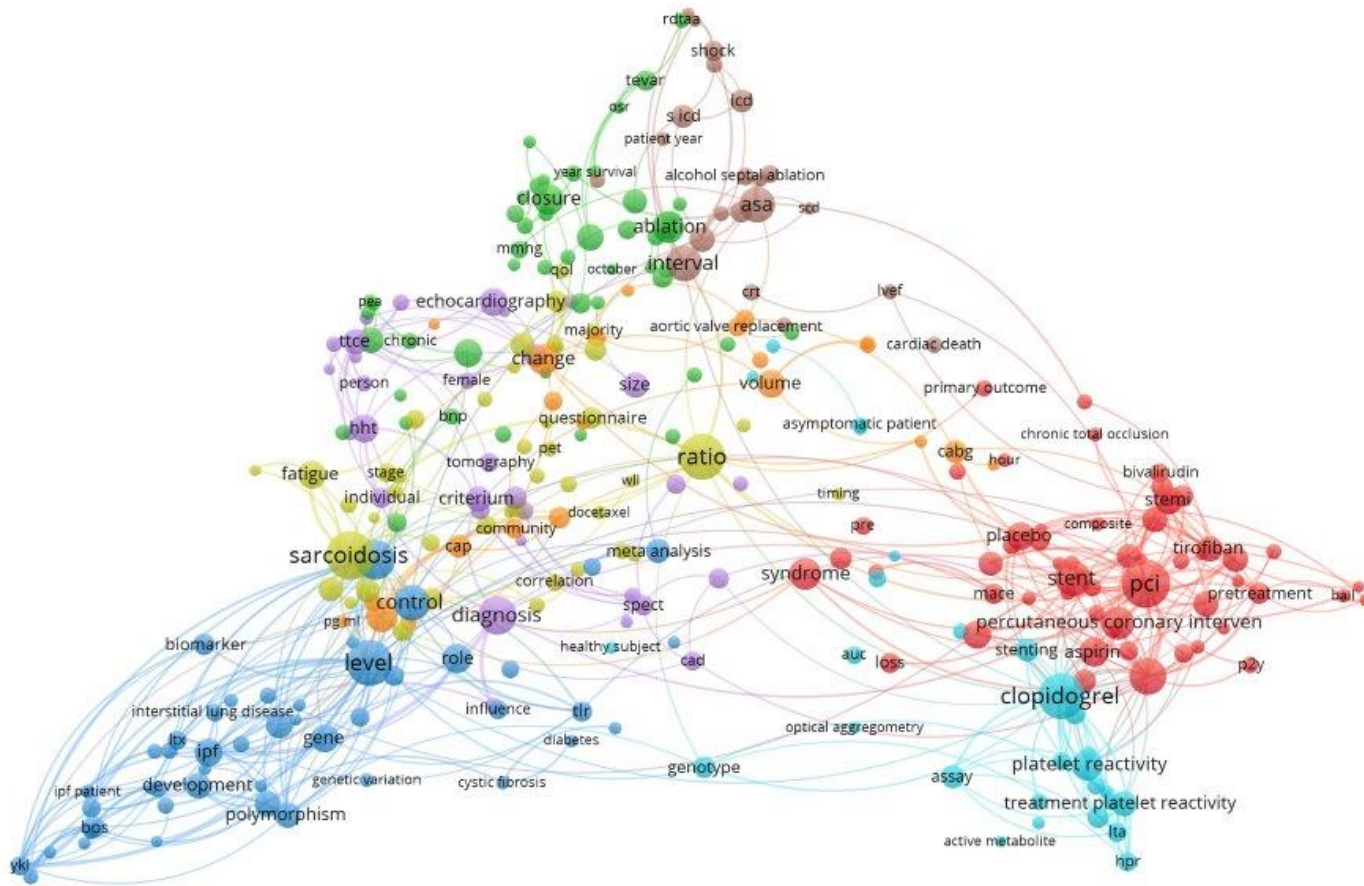 rdtaa
shock
tevar
icd
osr
s icd
patient year
year survival
alcohol septal ablation
closure
asa
scd
ablation
mmhg
interval
qol
october
crt
lvef
pea
echocardiography
majority
aortic valve replacement
ttce
chronic
cardiac death
change
person
female
size
volume
primary outcome
bnp
questionnaire
asymptomatic patient
hht
chronic total occlusion
pet
ratio
cabg
hour
tomography
fatigue
stage
bivalirudin
wli
individual
criterium
timing
stemi
docetaxel
community
pre
composite
placebo
cap
meta analysis
tirofiban
sarcoidosis
syndrome
stent
pci
correlation
mace
pretreatment
bail
control
spect
diagnosis
pg ml
percutaneous coronary interven
biomarker
healthy subject
stenting
auc
aspirin
level
role
cad
loss
p2y
clopidogrel
interstitial lung disease
influence
tlr
optical aggregometry
ltx
gene
diabetes
ipf
platelet reactivity
genotype
assay
genetic variation
cystic fibrosis
development
ipf patient
treatment platelet reactivity
polymorphism
bos
lta
active metabolite
hpr
ykl